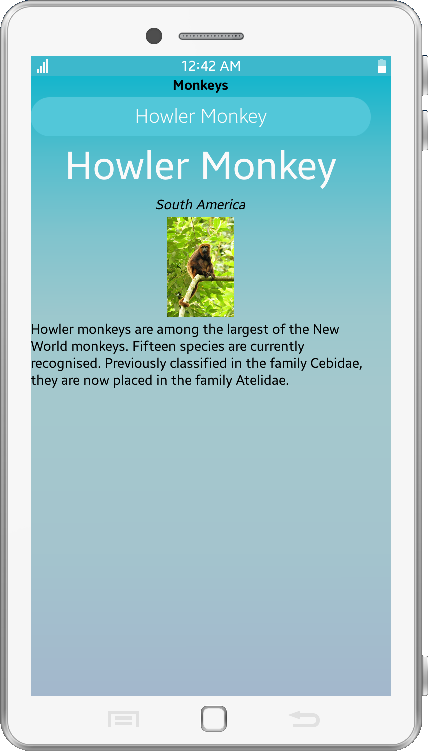 12:42 AM
Monkeys
Howler Monkey
Howler Monkey
South America
Howler monkeys are among the largest of the New
World monkeys. Fifteen species are currently
recognised. Previously classified in the family Cebidae,
they are now placed in the family Atelidae.